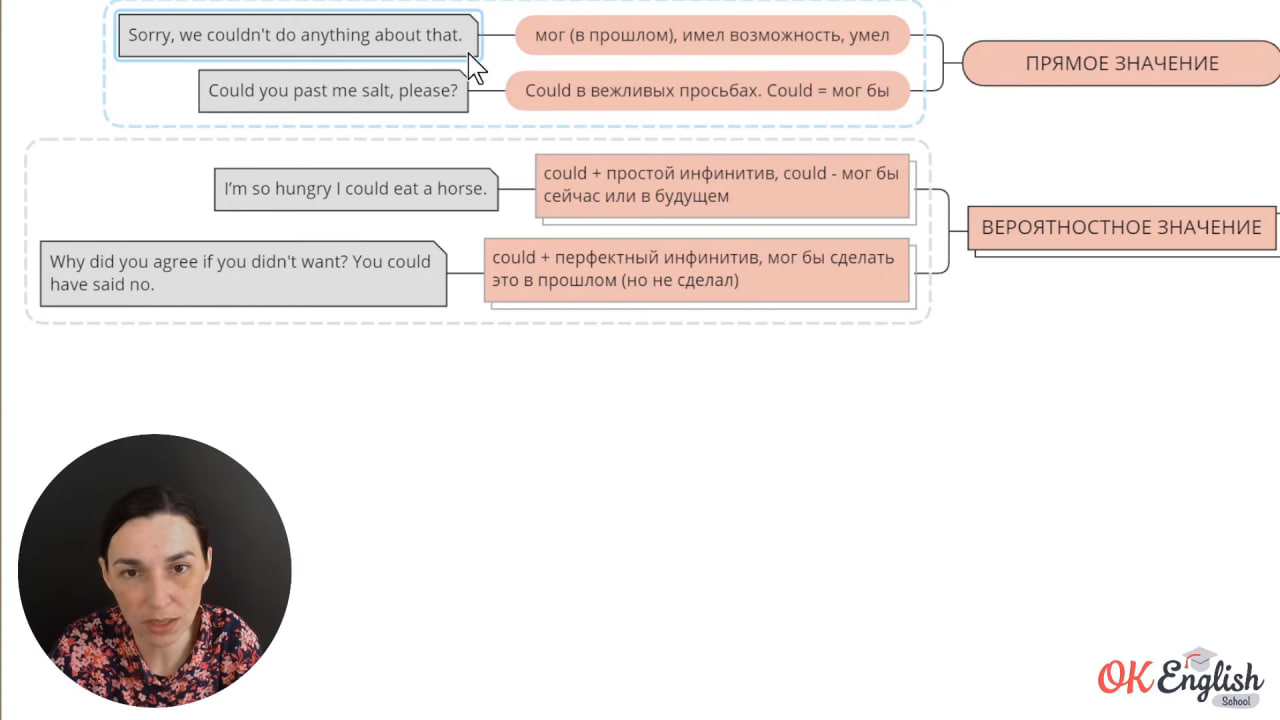 Sorry, we couldn't do anything about that.
мог (в прошлом), имел возможность, умел
ПРЯМОЕ ЗНАЧЕНИЕ
Could you past me salt, please?
Could в вежливых просьбах. Could = мог бы
I’m so hungry I could eat a horse.
could + простой инфинитив, could - мог бы
сейчас или в будущем
ВЕРОЯТНОСТНОЕ ЗНАЧЕНИЕ
Why did you agree if you didn't want? You could
have said no.
could + перфектный инфинитив, мог бы сделать
это в прошлом (но не сделал)
OK English
School